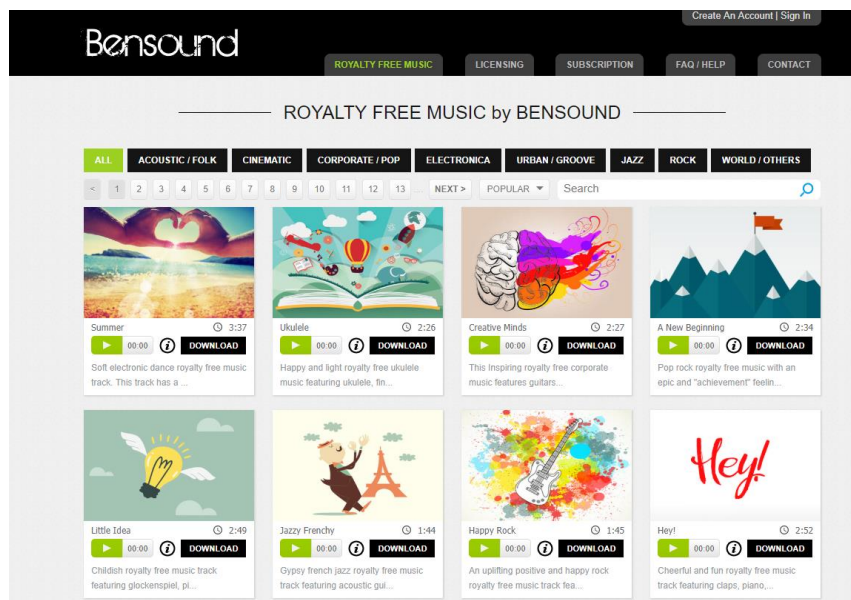 Create An Account | Sign In
Bensound
ROYALTY FREE MUSIC
LICENSING
SUBSCRIPTION
FAQ / HELP
CONTACT
ROYALTY FREE MUSIC by BENSOUND
ALL
ACOUSTIC / FOLK
CINEMATIC
CORPORATE / POP
ELECTRONICA
URBAN / GROOVE
JAZZ
ROCK
WORLD / OTHERS
< 1 2 3 4 5 6 7 8 9 10 11 12 13 ... NEXT >
POPULAR
Search
Summer 3:37
00:00 i DOWNLOAD
Soft electronic dance royalty free music
track. This track has a ...
Ukulele 2:26
00:00 i DOWNLOAD
Happy and light royalty free ukulele
music featuring ukulele, fin...
Creative Minds 2:27
00:00 i DOWNLOAD
This Inspiring royalty free corporate
music features guitars...
A New Beginning 2:34
00:00 i DOWNLOAD
Pop rock royalty free music with an
epic and "achievement" feelin...
Little Idea 2:49
00:00 i DOWNLOAD
Childish royalty free music track
featuring glockenspiel, pi...
Jazzy Frenchy 1:44
00:00 i DOWNLOAD
Gypsy french jazz royalty free music
track featuring acoustic gui...
Happy Rock 1:45
00:00 i DOWNLOAD
An uplifting positive and happy rock
royalty free music track fea...
Hey!
Hey! 2:52
00:00 i DOWNLOAD
Cheerful and fun royalty free music
track featuring claps, piano,...